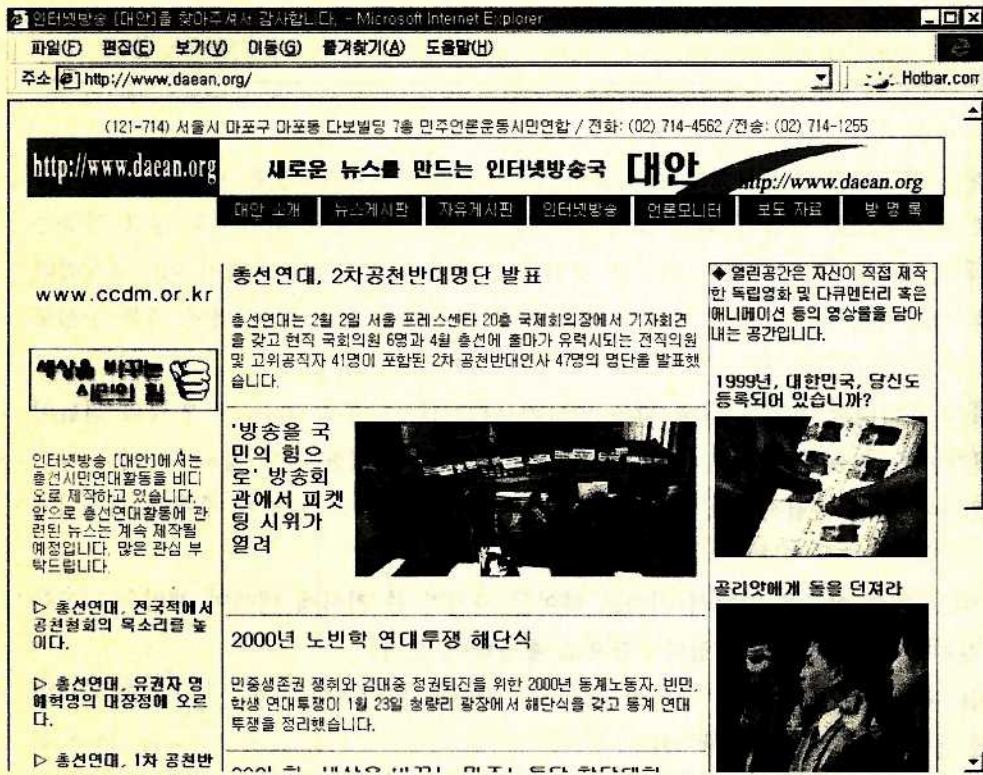 인터넷방송 [대안]을 찾아주셔서 감사합니다. - Microsoft Internet Explorer
파일(F) 편집(E) 보기(V) 이동(G) 즐겨찾기(A) 도움말(H)
주소 http://www.daean.org/
Hotbar.com
(121-714) 서울시 마포구 마포동 다보빌딩 7층 민주언론운동시민연합 / 전화: (02) 714-4562 /전송: (02) 714-1255
http://www.daean.org
새로운 뉴스를 만드는 인터넷방송국 대안
http://www.daean.org
대안 소개 뉴스게시판 자유게시판 인터넷방송 언론모니터 보도 자료 방 명 록
www.ccdm.or.kr
세상을 바꾸는
시민의 힘
인터넷방송 [대안]에서는
총선시민연대활동을 비디
오로 제작하고 있습니다.
앞으로 총선연대활동에 관
련된 뉴스는 계속 제작될
예정입니다. 많은 관심 부
탁드립니다.
▷ 총선연대, 전국적에서
공천철회의 목소리를 높
이다.
▷ 총선연대, 유권자 명
예혁명의 대장정에 오르
다.
▷ 총선연대, 1차 공천반
총선연대, 2차공천반대명단 발표
총선연대는 2월 2일 서울 프레스센타 20층 국제회의장에서 기자회견
을 갖고 현직 국회의원 6명과 4월 총선에 출마가 유력시되는 전직의원
및 고위공직자 41명이 포함된 2차 공천반대인사 47명의 명단을 발표했
습니다.
'방송을 국
민의 힘으
로' 방송회
관에서 피켓
팅 시위가
열려
2000년 노빈학 연대투쟁 해단식
민중생존권 쟁취와 김대중 정권퇴진을 위한 2000년 동계노동자, 빈민,
학생 연대투쟁이 1월 23일 청량리 광장에서 해단식을 갖고 동계 연대
투쟁을 정리했습니다.
◆ 열린공간은 자신이 직접 제작
한 독립영화 및 다큐멘터리 혹은
애니메이션 등의 영상물을 담아
내는 공간입니다.
1999년, 대한민국, 당신도
등록되어 있습니까?
골리앗에게 돌을 던져라